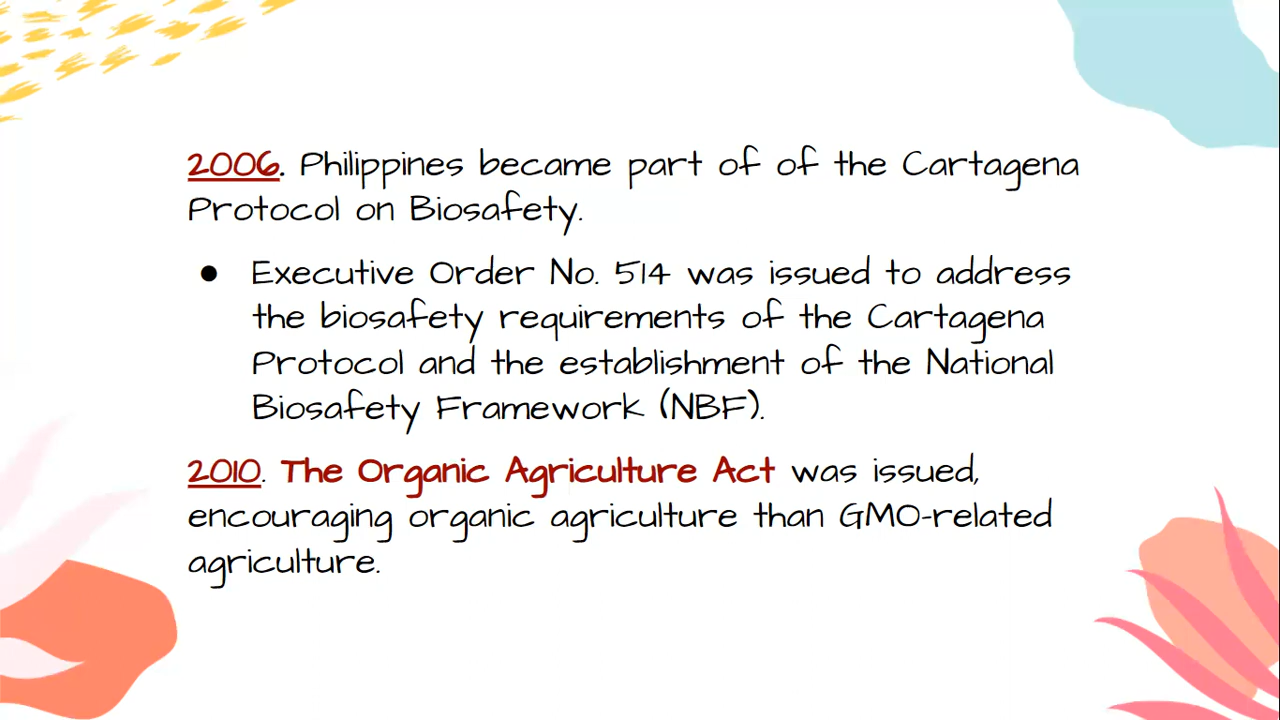 2006. Philippines became part of of the Cartagena
Protocol on Biosafety.
● Executive Order No. 514 was issued to address
the biosafety requirements of the Cartagena
Protocol and the establishment of the National
Biosafety Framework (NBF).
2010. The Organic Agriculture Act was issued,
encouraging organic agriculture than GMO-related
agriculture.